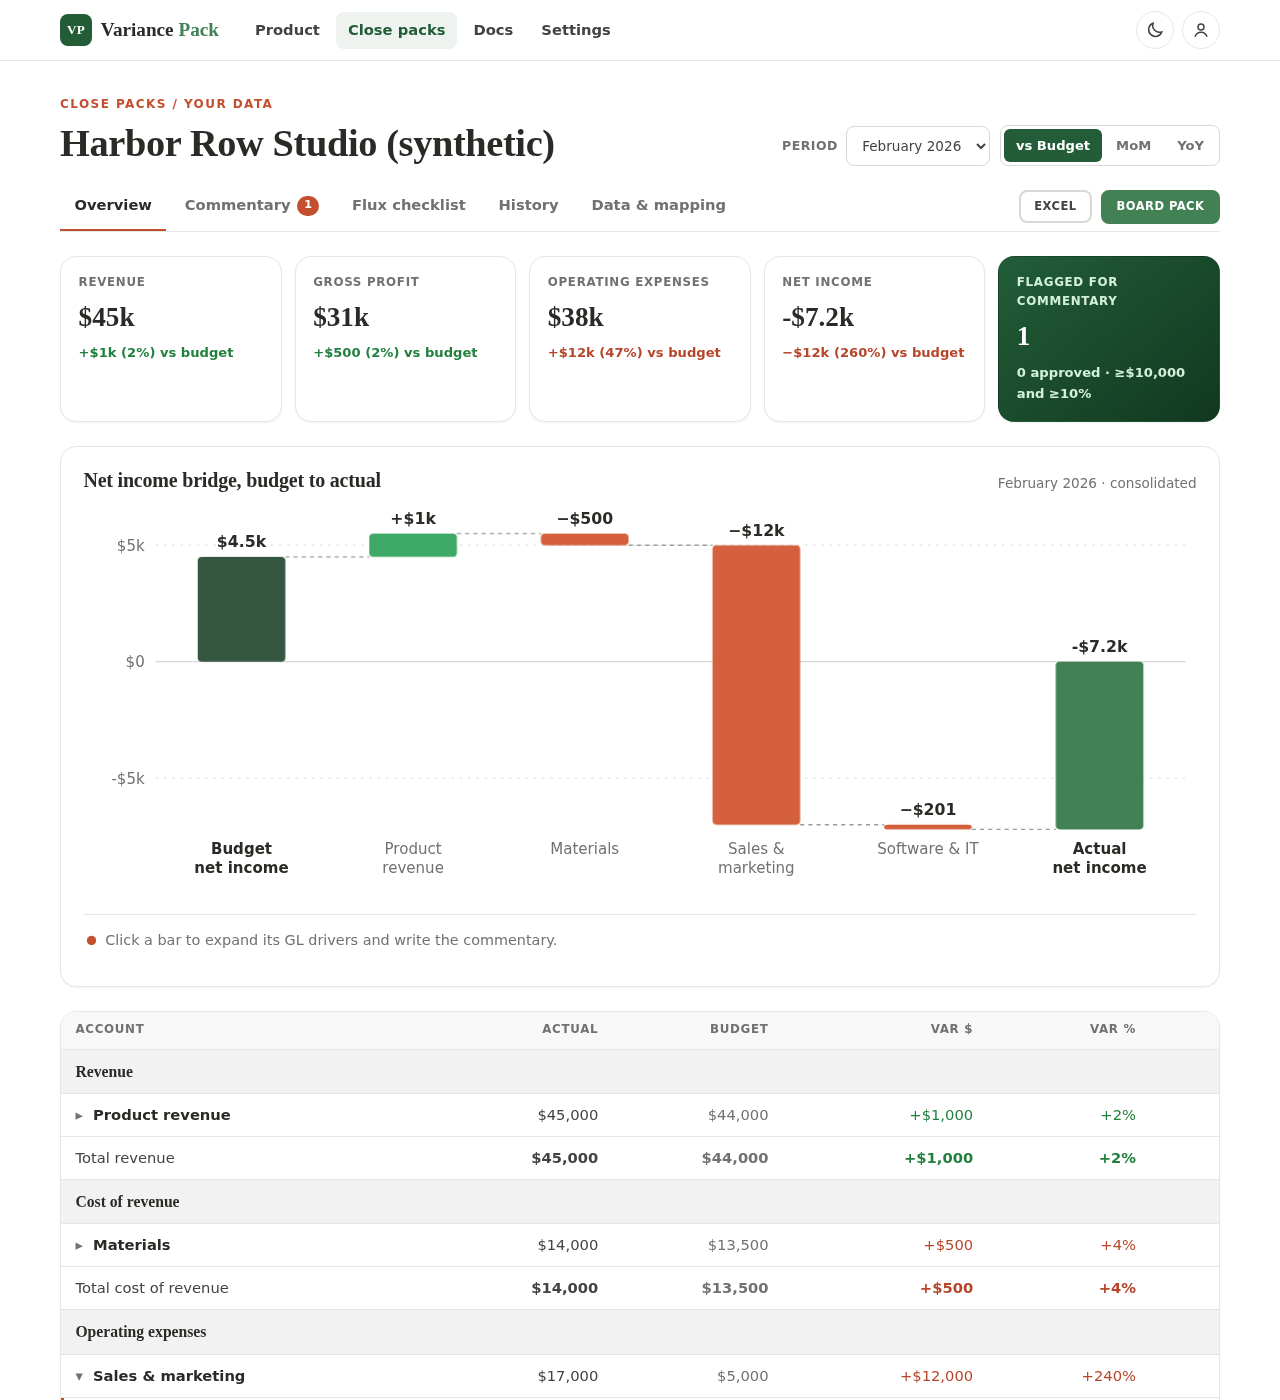 VP Variance Pack Product Close packs Docs Settings
CLOSE PACKS / YOUR DATA
Harbor Row Studio (synthetic)
PERIOD February 2026 vs Budget MoM YoY
Overview Commentary 1 Flux checklist History Data & mapping EXCEL BOARD PACK
REVENUE
$45k
+$1k (2%) vs budget
GROSS PROFIT
$31k
+$500 (2%) vs budget
OPERATING EXPENSES
$38k
+$12k (47%) vs budget
NET INCOME
-$7.2k
−$12k (260%) vs budget
FLAGGED FOR
COMMENTARY
1
0 approved · ≥$10,000
and ≥10%
Net income bridge, budget to actual
February 2026 · consolidated
$5k
$0
-$5k
$4.5k
+$1k
−$500
−$12k
−$201
-$7.2k
Budget
net income
Product
revenue
Materials
Sales &
marketing
Software & IT
Actual
net income
Click a bar to expand its GL drivers and write the commentary.
ACCOUNT ACTUAL BUDGET VAR $ VAR %
Revenue
▸ Product revenue $45,000 $44,000 +$1,000 +2%
Total revenue $45,000 $44,000 +$1,000 +2%
Cost of revenue
▸ Materials $14,000 $13,500 +$500 +4%
Total cost of revenue $14,000 $13,500 +$500 +4%
Operating expenses
▾ Sales & marketing $17,000 $5,000 +$12,000 +240%